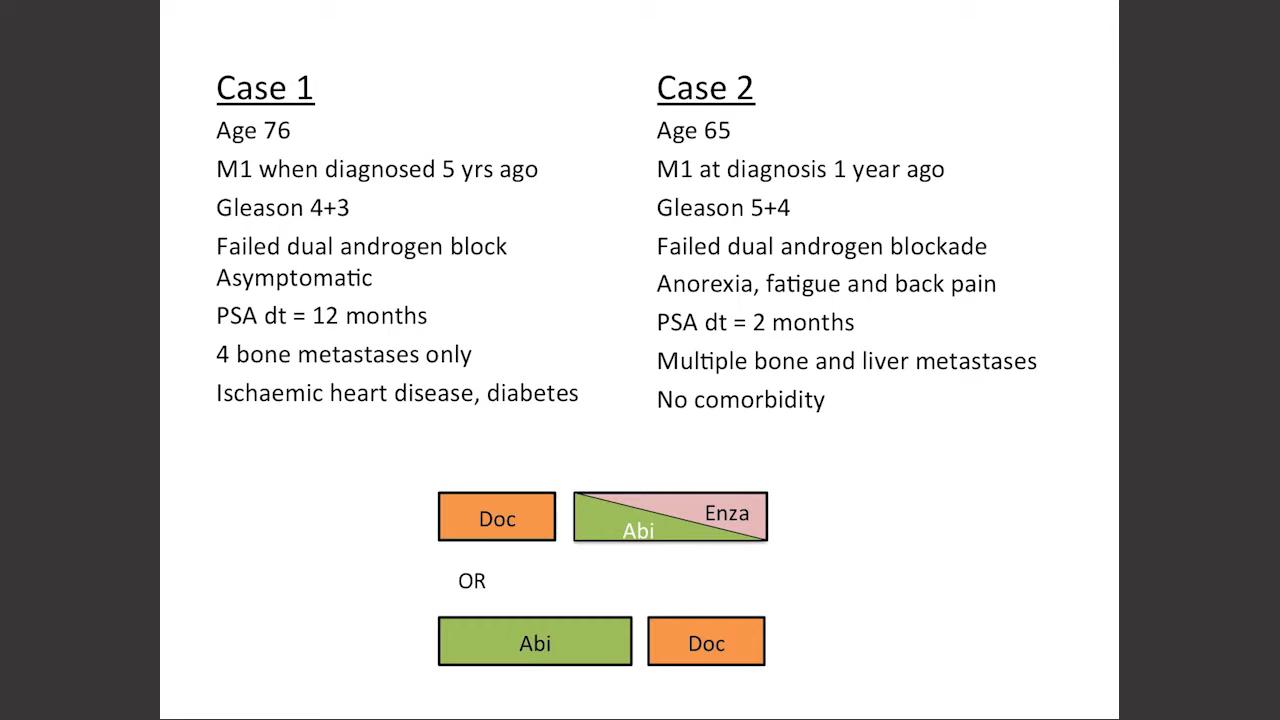 Case 1
Age 76
M1 when diagnosed 5 yrs ago
Gleason 4+3
Failed dual androgen block
Asymptomatic
PSA dt = 12 months
4 bone metastases only
Ischaemic heart disease, diabetes
Case 2
Age 65
M1 at diagnosis 1 year ago
Gleason 5+4
Failed dual androgen blockade
Anorexia, fatigue and back pain
PSA dt = 2 months
Multiple bone and liver metastases
No comorbidity
Doc
Abi
Enza
OR
Abi
Doc